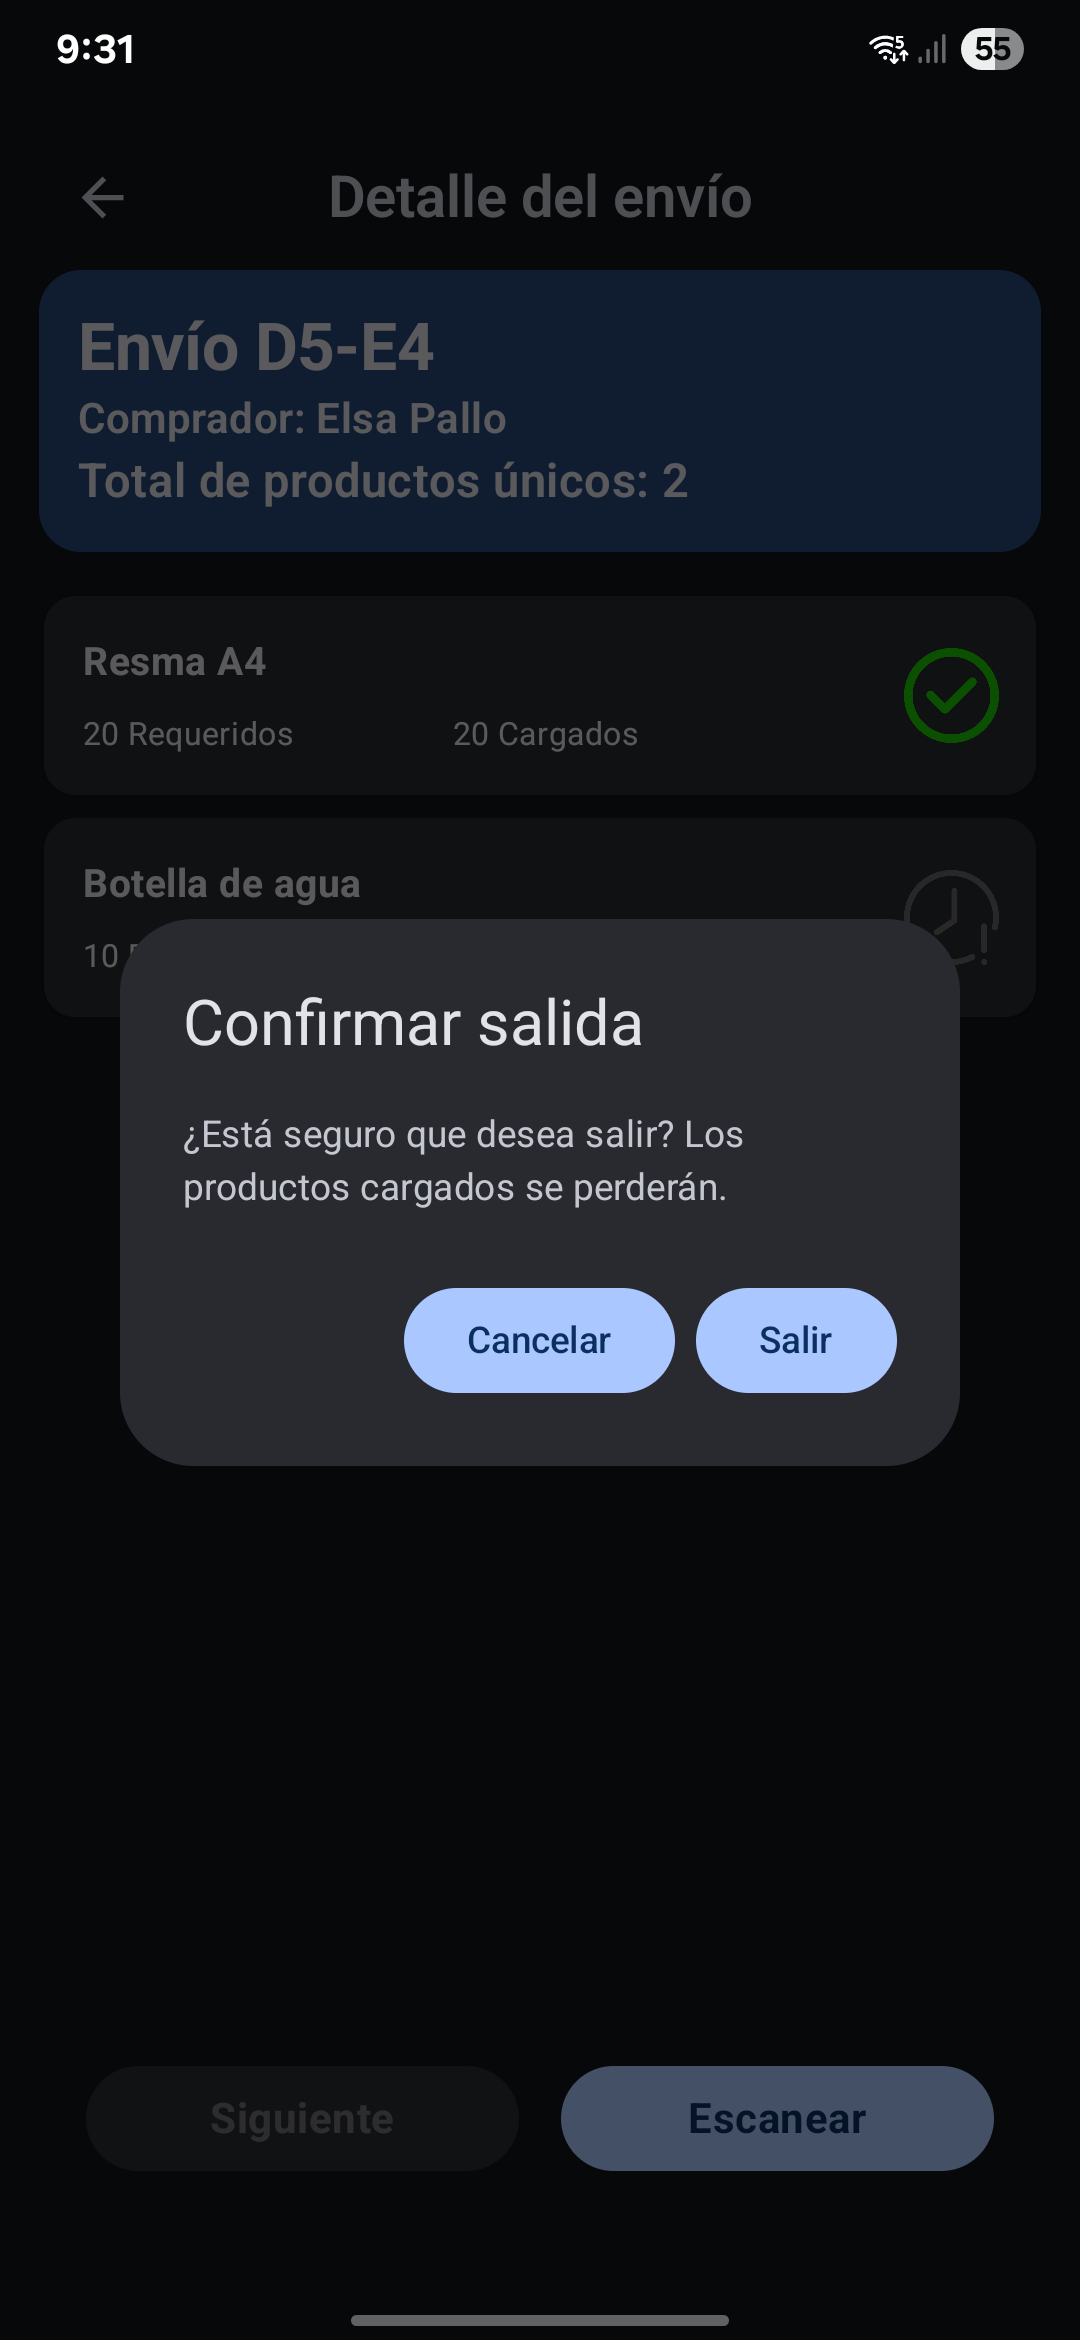 9:31
5
55
Detalle del envío
Envío D5-E4
Comprador: Elsa Pallo
Total de productos únicos: 2
Resma A4
20 Requeridos 20 Cargados
Botella de agua
10
Confirmar salida
¿Está seguro que desea salir? Los
productos cargados se perderán.
Cancelar Salir
Siguiente Escanear